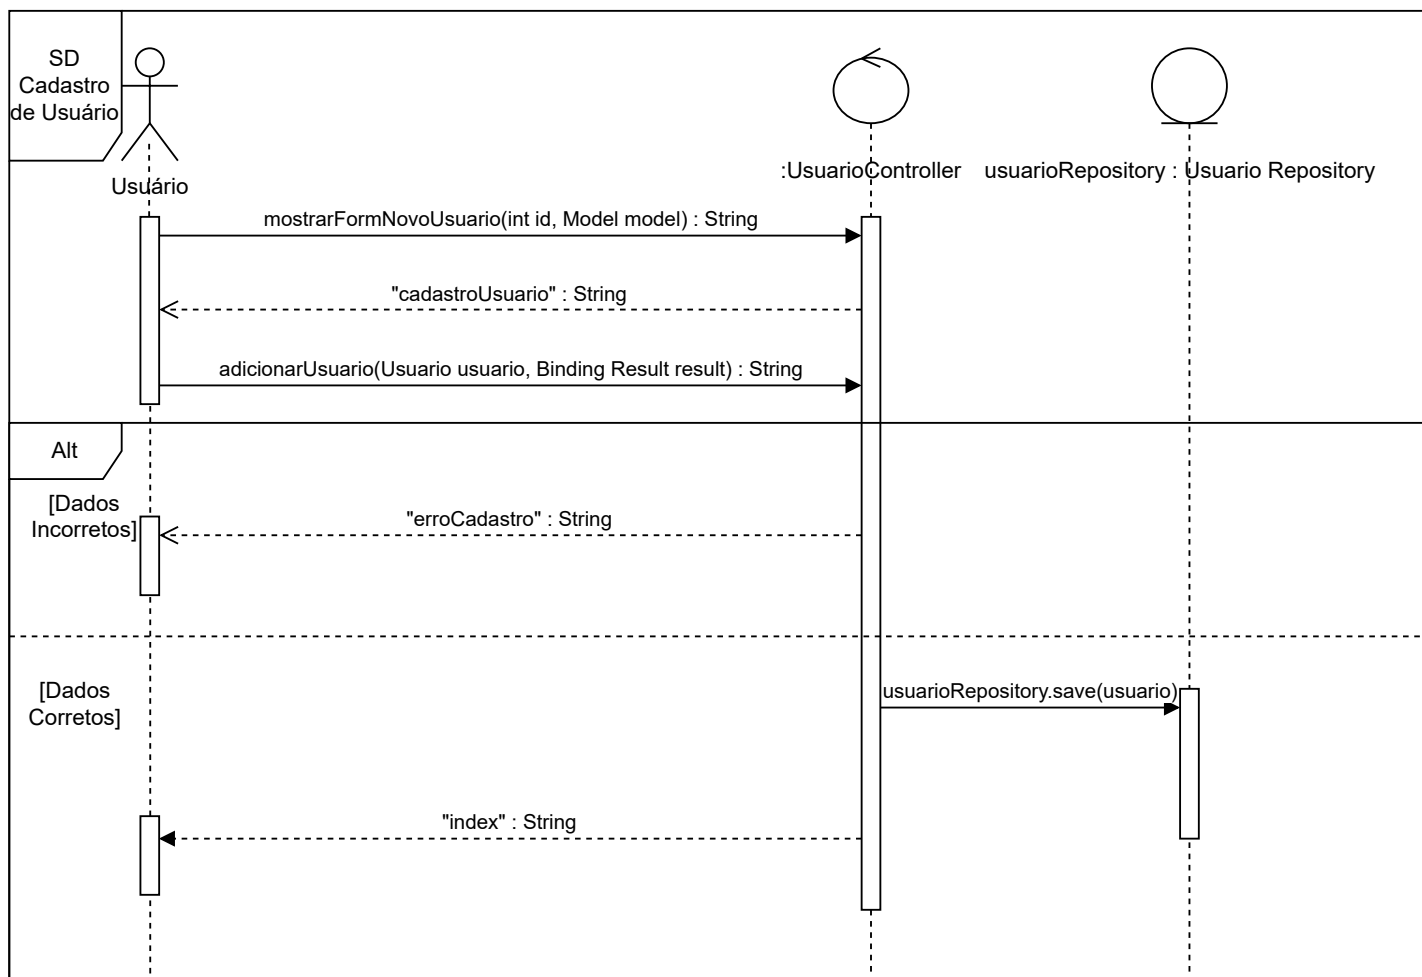 SD
Cadastro
de Usuário
Usuário
:UsuarioController
usuarioRepository : Usuario Repository
mostrarFormNovoUsuario(int id, Model model) : String
"cadastroUsuario" : String
adicionarUsuario(Usuario usuario, Binding Result result) : String
Alt
[Dados
Incorretos]
"erroCadastro" : String
[Dados
Corretos]
usuarioRepository.save(usuario)
"index" : String